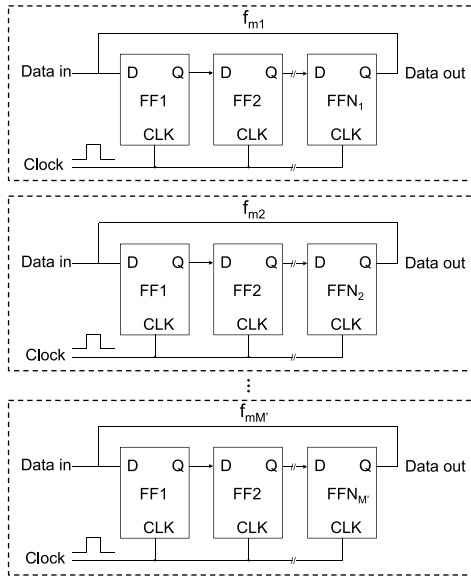 f_m1
Data in D Q D Q D Q Data out
FF1 FF2 FFN_1
CLK CLK CLK
Clock
f_m2
Data in D Q D Q D Q Data out
FF1 FF2 FFN_2
CLK CLK CLK
Clock
f_mM'
Data in D Q D Q D Q Data out
FF1 FF2 FFN_M'
CLK CLK CLK
Clock